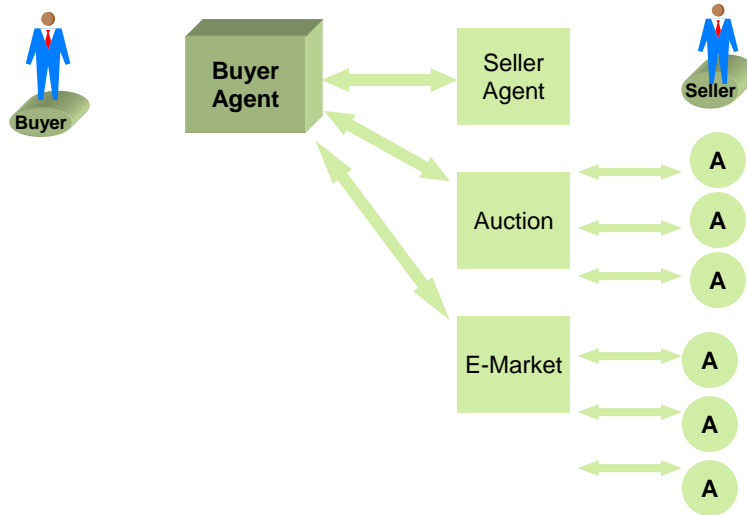 Buyer
Buyer
Agent
Seller
Agent
Seller
Auction
A
A
A
E-Market
A
A
A